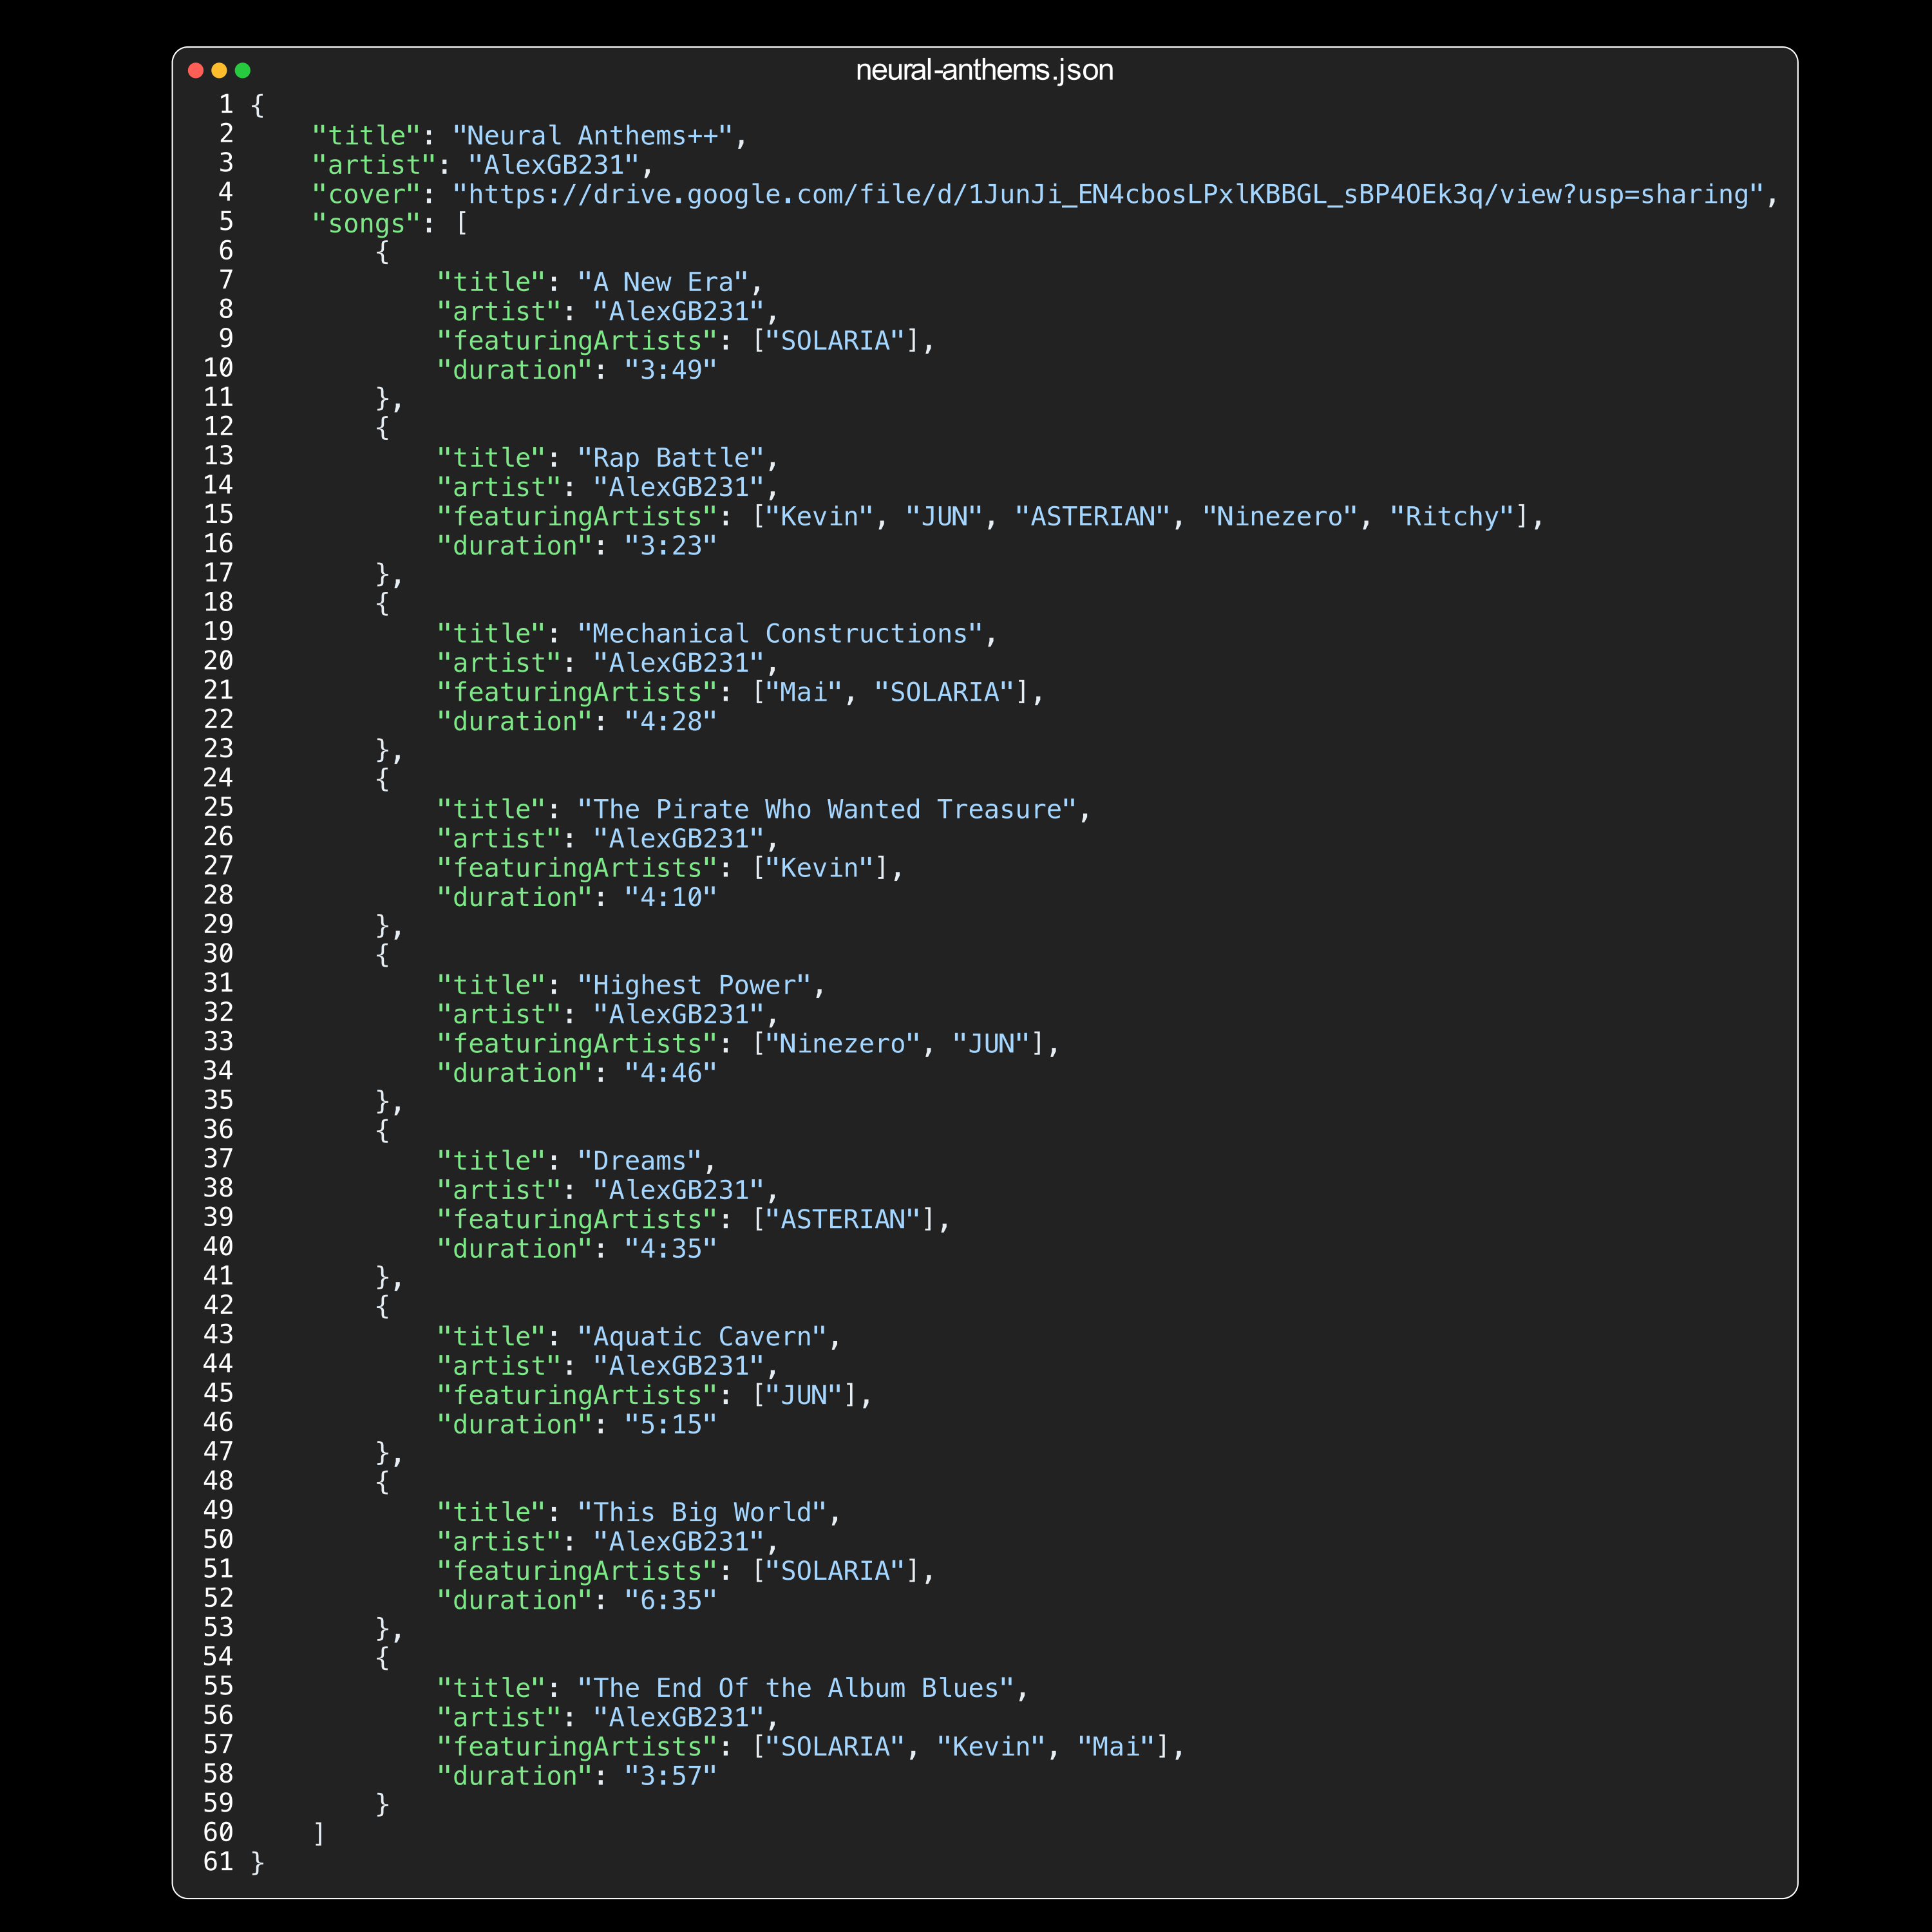 neural-anthems.json
1 {
2     "title": "Neural Anthems++",
3     "artist": "AlexGB231",
4     "cover": "https://drive.google.com/file/d/1JunJi_EN4cbosLPxlKBBGL_sBP4OEk3q/view?usp=sharing",
5     "songs": [
6         {
7             "title": "A New Era",
8             "artist": "AlexGB231",
9             "featuringArtists": ["SOLARIA"],
10             "duration": "3:49"
11         },
12         {
13             "title": "Rap Battle",
14             "artist": "AlexGB231",
15             "featuringArtists": ["Kevin", "JUN", "ASTERIAN", "Ninezero", "Ritchy"],
16             "duration": "3:23"
17         },
18         {
19             "title": "Mechanical Constructions",
20             "artist": "AlexGB231",
21             "featuringArtists": ["Mai", "SOLARIA"],
22             "duration": "4:28"
23         },
24         {
25             "title": "The Pirate Who Wanted Treasure",
26             "artist": "AlexGB231",
27             "featuringArtists": ["Kevin"],
28             "duration": "4:10"
29         },
30         {
31             "title": "Highest Power",
32             "artist": "AlexGB231",
33             "featuringArtists": ["Ninezero", "JUN"],
34             "duration": "4:46"
35         },
36         {
37             "title": "Dreams",
38             "artist": "AlexGB231",
39             "featuringArtists": ["ASTERIAN"],
40             "duration": "4:35"
41         },
42         {
43             "title": "Aquatic Cavern",
44             "artist": "AlexGB231",
45             "featuringArtists": ["JUN"],
46             "duration": "5:15"
47         },
48         {
49             "title": "This Big World",
50             "artist": "AlexGB231",
51             "featuringArtists": ["SOLARIA"],
52             "duration": "6:35"
53         },
54         {
55             "title": "The End Of the Album Blues",
56             "artist": "AlexGB231",
57             "featuringArtists": ["SOLARIA", "Kevin", "Mai"],
58             "duration": "3:57"
59         }
60     ]
61 }